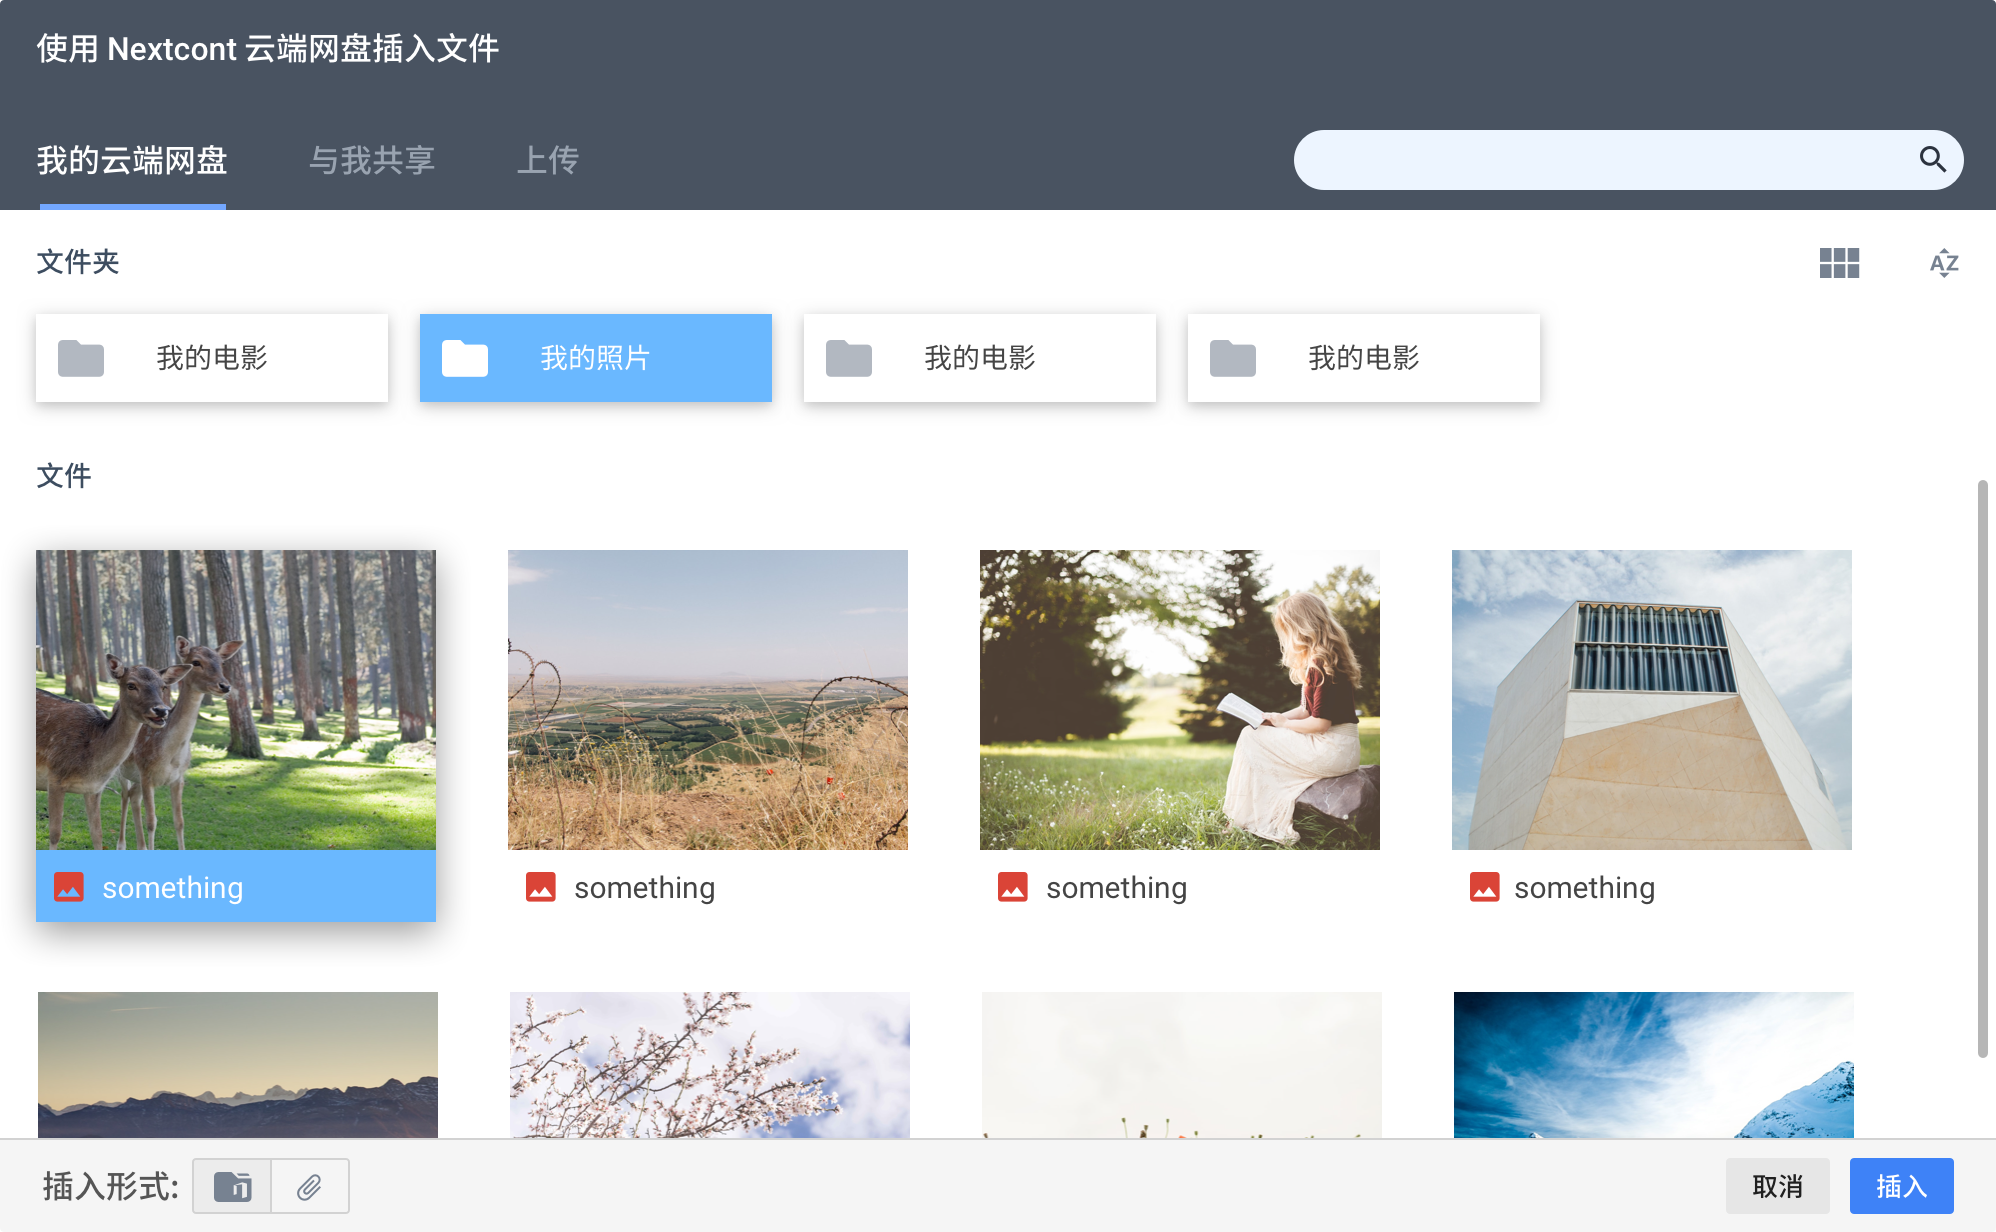 使用 Nextcont 云端网盘插入文件
我的云端网盘 与我共享 上传
文件夹
AZ
我的电影 我的照片 我的电影 我的电影
文件
something something something something
插入形式:
取消 插入